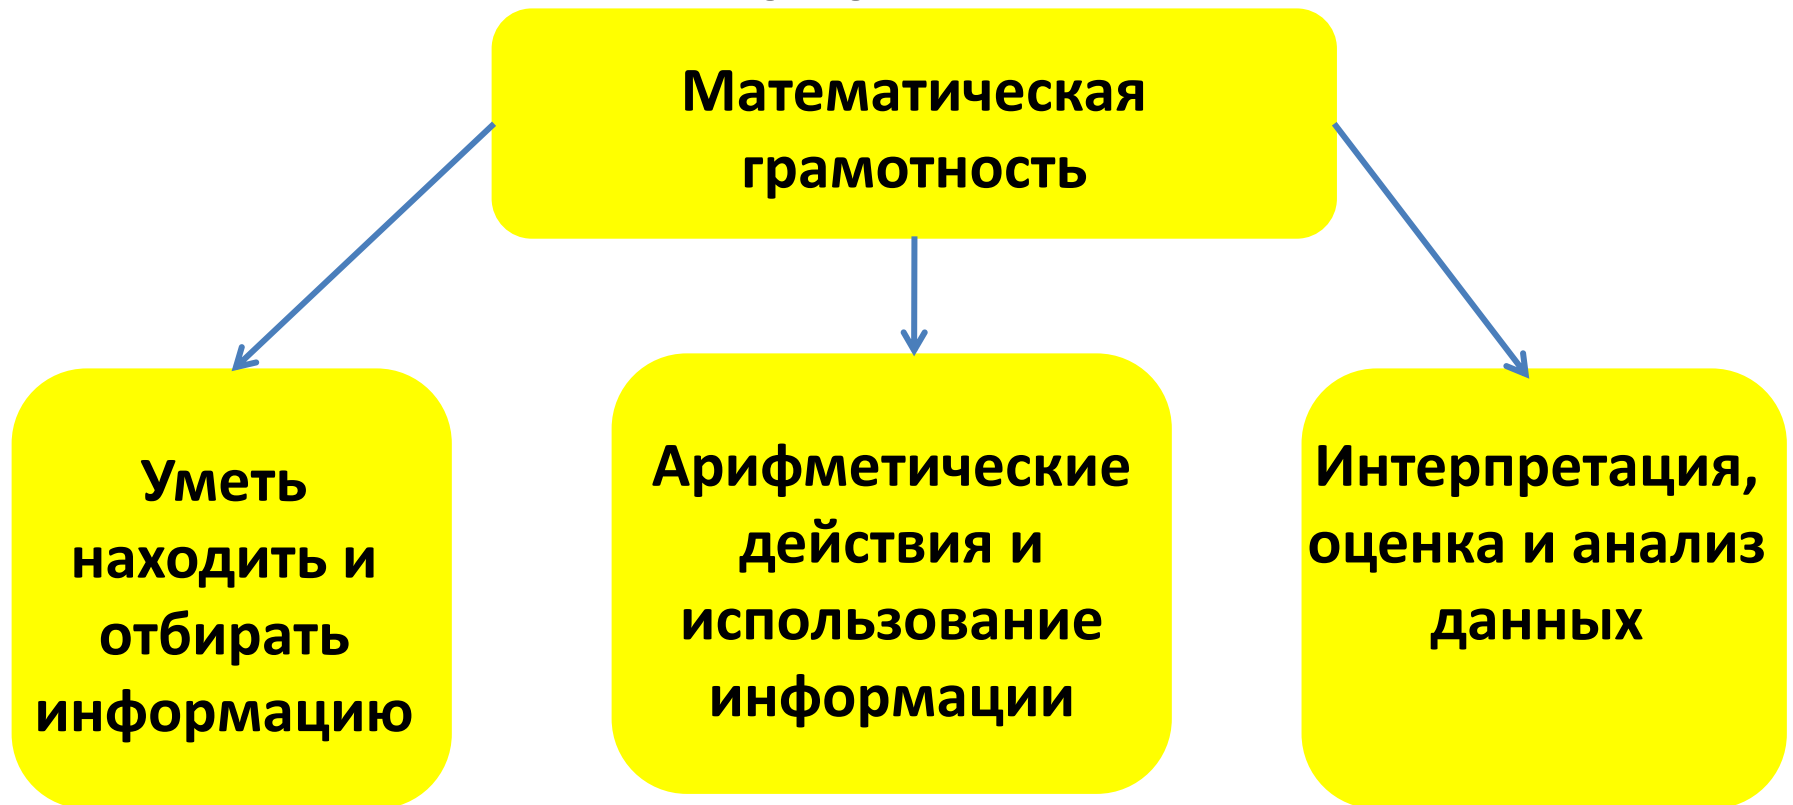 Математическая
грамотность
Уметь
находить и
отбирать
информацию
Арифметические
действия и
использование
информации
Интерпретация,
оценка и анализ
данных